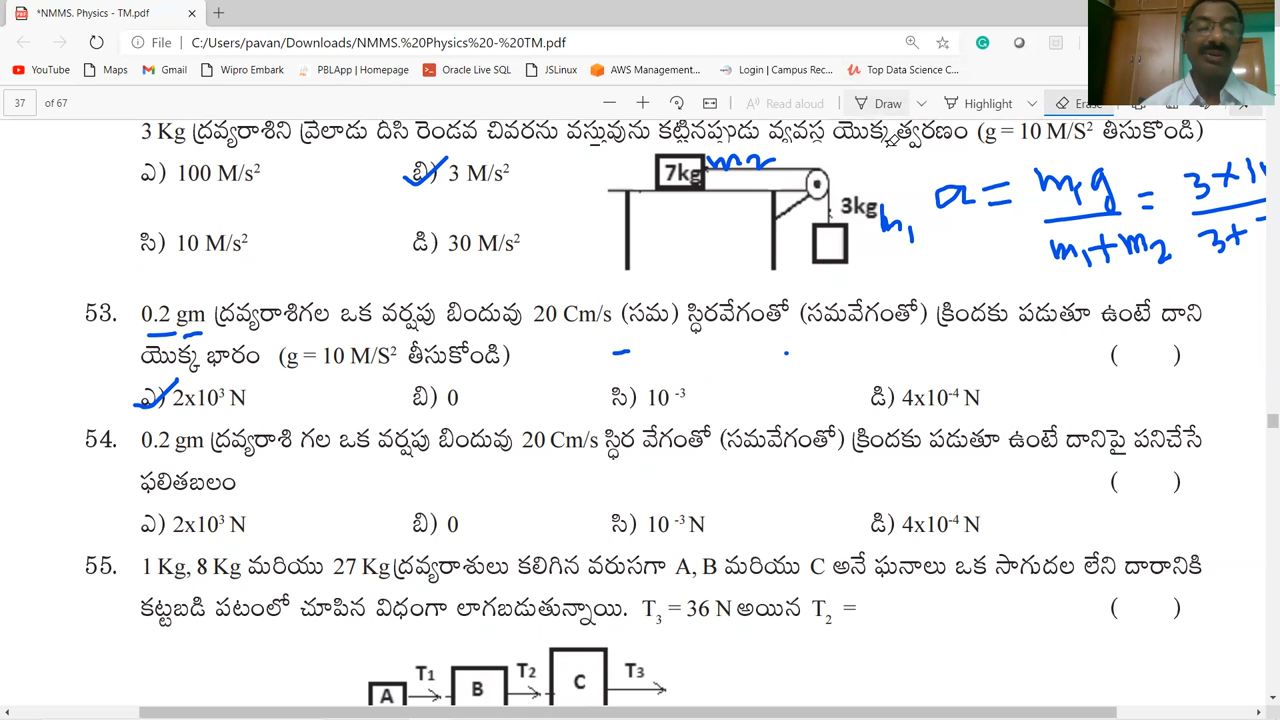 *NMMS. Physics - TM.pdf
File C:/Users/pavan/Downloads/NMMS.%20Physics%20-%20TM.pdf
YouTube Maps Gmail Wipro Embark PBLApp | Homepage Oracle Live SQL JSLinux AWS Management... Login | Campus Rec... Top Data Science C...
37 of 67 Read aloud Draw Highlight Erase
3 Kg ద్రవ్యరాశిని వ్రేలాడు దిసి రెండవ చివరను వస్తువును కట్టినప్పుడు వ్యవస్థ యొక్కత్వరణం (g = 10 M/S² తీసుకోండి)
ఎ) 100 M/s² బి) 3 M/s²
సి) 10 M/s² డి) 30 M/s²
7kg m2
3kg m₁
a = m₁g / m₁+m₂ =
53. 0.2 gm ద్రవ్యరాశిగల ఒక వర్షపు బిందువు 20 Cm/s (సమ) స్థిరవేగంతో (సమవేగంతో) క్రిందకు పడుతూ ఉంటే దాని
యొక్క భారం (g = 10 M/S² తీసుకోండి) ( )
ఎ) 2x10³ N బి) 0 సి) 10 ⁻³ డి) 4x10⁻⁴ N
54. 0.2 gm ద్రవ్యరాశి గల ఒక వర్షపు బిందువు 20 Cm/s స్థిర వేగంతో (సమవేగంతో) క్రిందకు పడుతూ ఉంటే దానిపై పనిచేసే
ఫలితబలం ( )
ఎ) 2x10³ N బి) 0 సి) 10 ⁻³ N డి) 4x10⁻⁴ N
55. 1 Kg, 8 Kg మరియు 27 Kg ద్రవ్యరాశులు కలిగిన వరుసగా A, B మరియు C అనే ఘనాలు ఒక సాగుదల లేని దారానికి
కట్టబడి పటంలో చూపిన విధంగా లాగబడుతున్నాయి. T₃ = 36 N అయిన T₂ = ( )
A T1 B T2 C T3